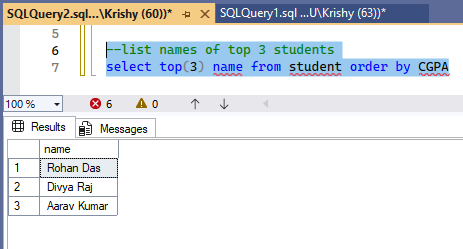 SQLQuery2.sql...\Krishy (60))* SQLQuery1.sql ...U\Krishy (63))*
5
6 --list names of top 3 students
7 select top(3) name from student order by CGPA
100 % 6 0
Results Messages
name
1 Rohan Das
2 Divya Raj
3 Aarav Kumar